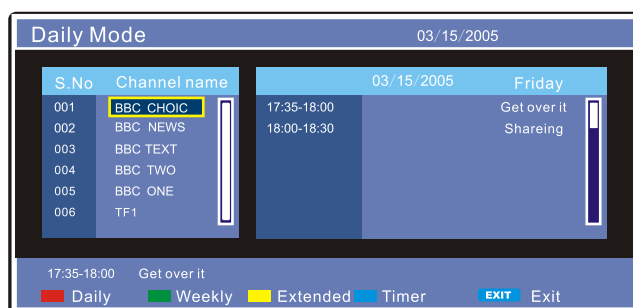 Daily Mode 03/15/2005
S.No Channel name
001 BBC CHOIC
002 BBC NEWS
003 BBC TEXT
004 BBC TWO
005 BBC ONE
006 TF1
03/15/2005 Friday
17:35-18:00 Get over it
18:00-18:30 Shareing
17:35-18:00 Get over it
Daily Weekly Extended Timer EXIT Exit